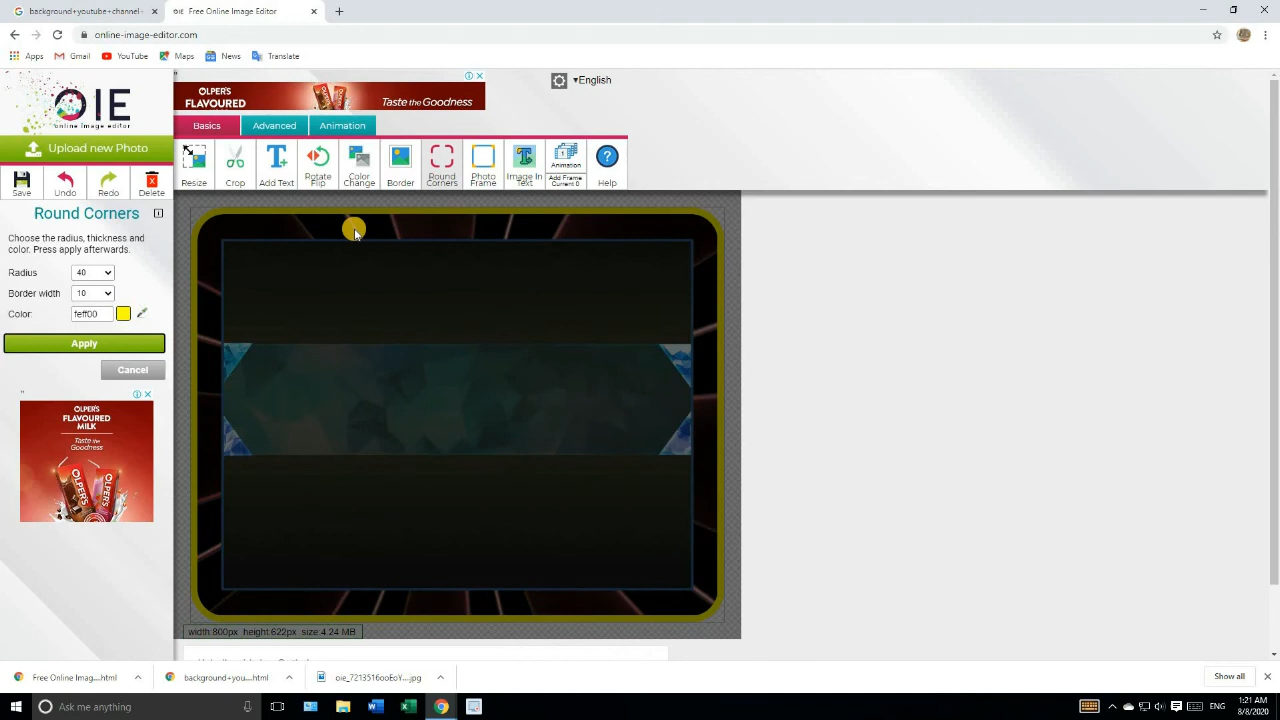 background+youtube+channel-
Free Online Image Editor
online-image-editor.com
Apps
Gmail
YouTube
Maps
News
Translate
OIE
online image editor
OLPER'S
FLAVOURED
Taste the Goodness
English
Basics
Advanced
Animation
Upload new Photo
Save
Undo
Redo
Delete
Resize
Crop
Add Text
Rotate
Flip
Color
Change
Border
Round
Corners
Photo
Frame
Image In
Text
Animation
Add Frame
Current 0
Help
Round Corners
Choose the radius, thickness and
color. Press apply afterwards.
Radius
40
Border width
10
Color:
feff00
Apply
Cancel
OLPER'S
FLAVOURED
MILK
Taste the
Goodness
width:800px height:622px size:4.24 MB
Free Online Imag....html
background+you....html
oie_7213516ooEoY....jpg
Show all
Ask me anything
ENG
1:21 AM
8/8/2020